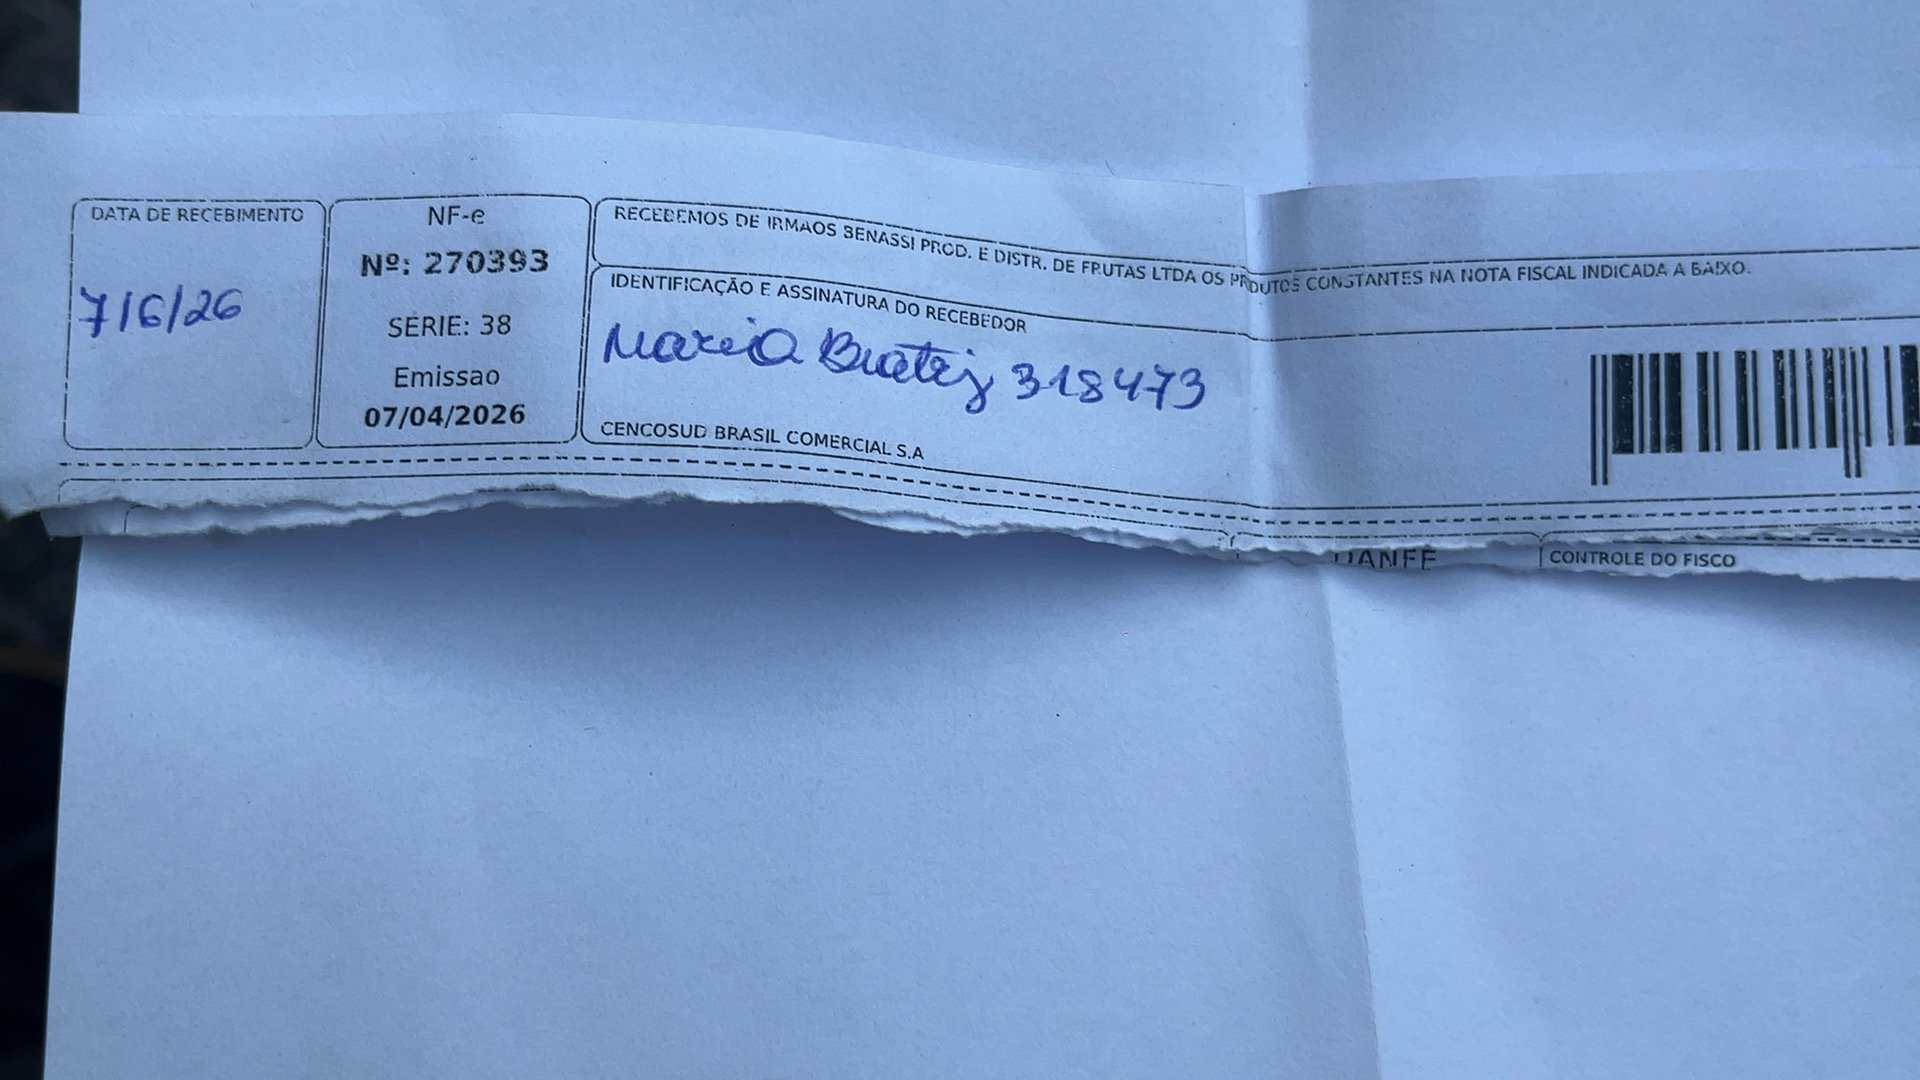 DATA DE RECEBIMENTO
7/6/26
NF-e
Nº: 270393
SÉRIE: 38
Emissao
07/04/2026
RECEBEMOS DE IRMAOS BENASSI PROD. E DISTR. DE FRUTAS LTDA OS PRODUTOS CONSTANTES NA NOTA FISCAL INDICADA A BAIXO.
IDENTIFICAÇÃO E ASSINATURA DO RECEBEDOR
Maria Beatriz 318473
CENCOSUD BRASIL COMERCIAL S.A
DANFE
CONTROLE DO FISCO